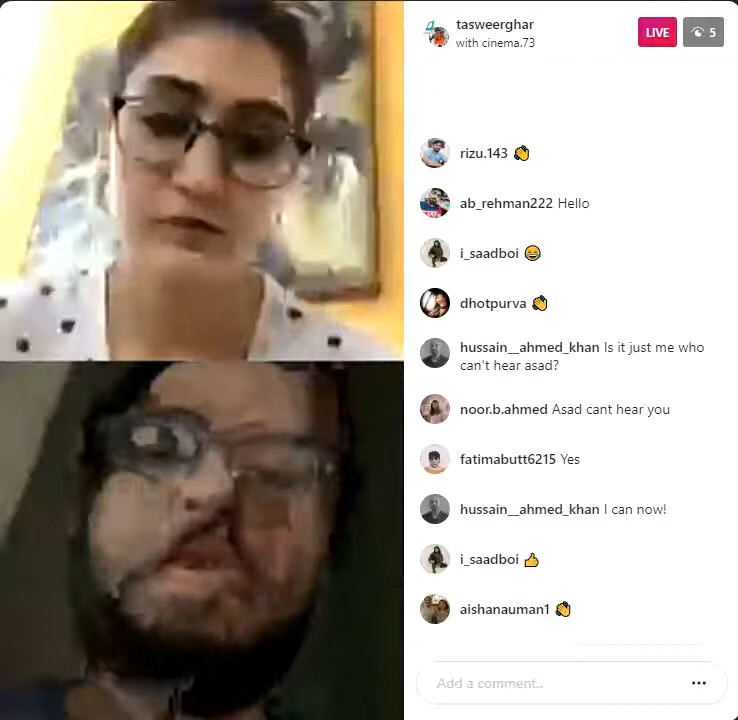 tasweerghar
with cinema.73
LIVE
5
rizu.143 👏
ab_rehman222 Hello
i_saadboi 😂
dhotpurva 👏
hussain__ahmed_khan Is it just me who
can't hear asad?
noor.b.ahmed Asad cant hear you
fatimabutt6215 Yes
hussain__ahmed_khan I can now!
i_saadboi 👍
aishanauman1 👏
Add a comment..